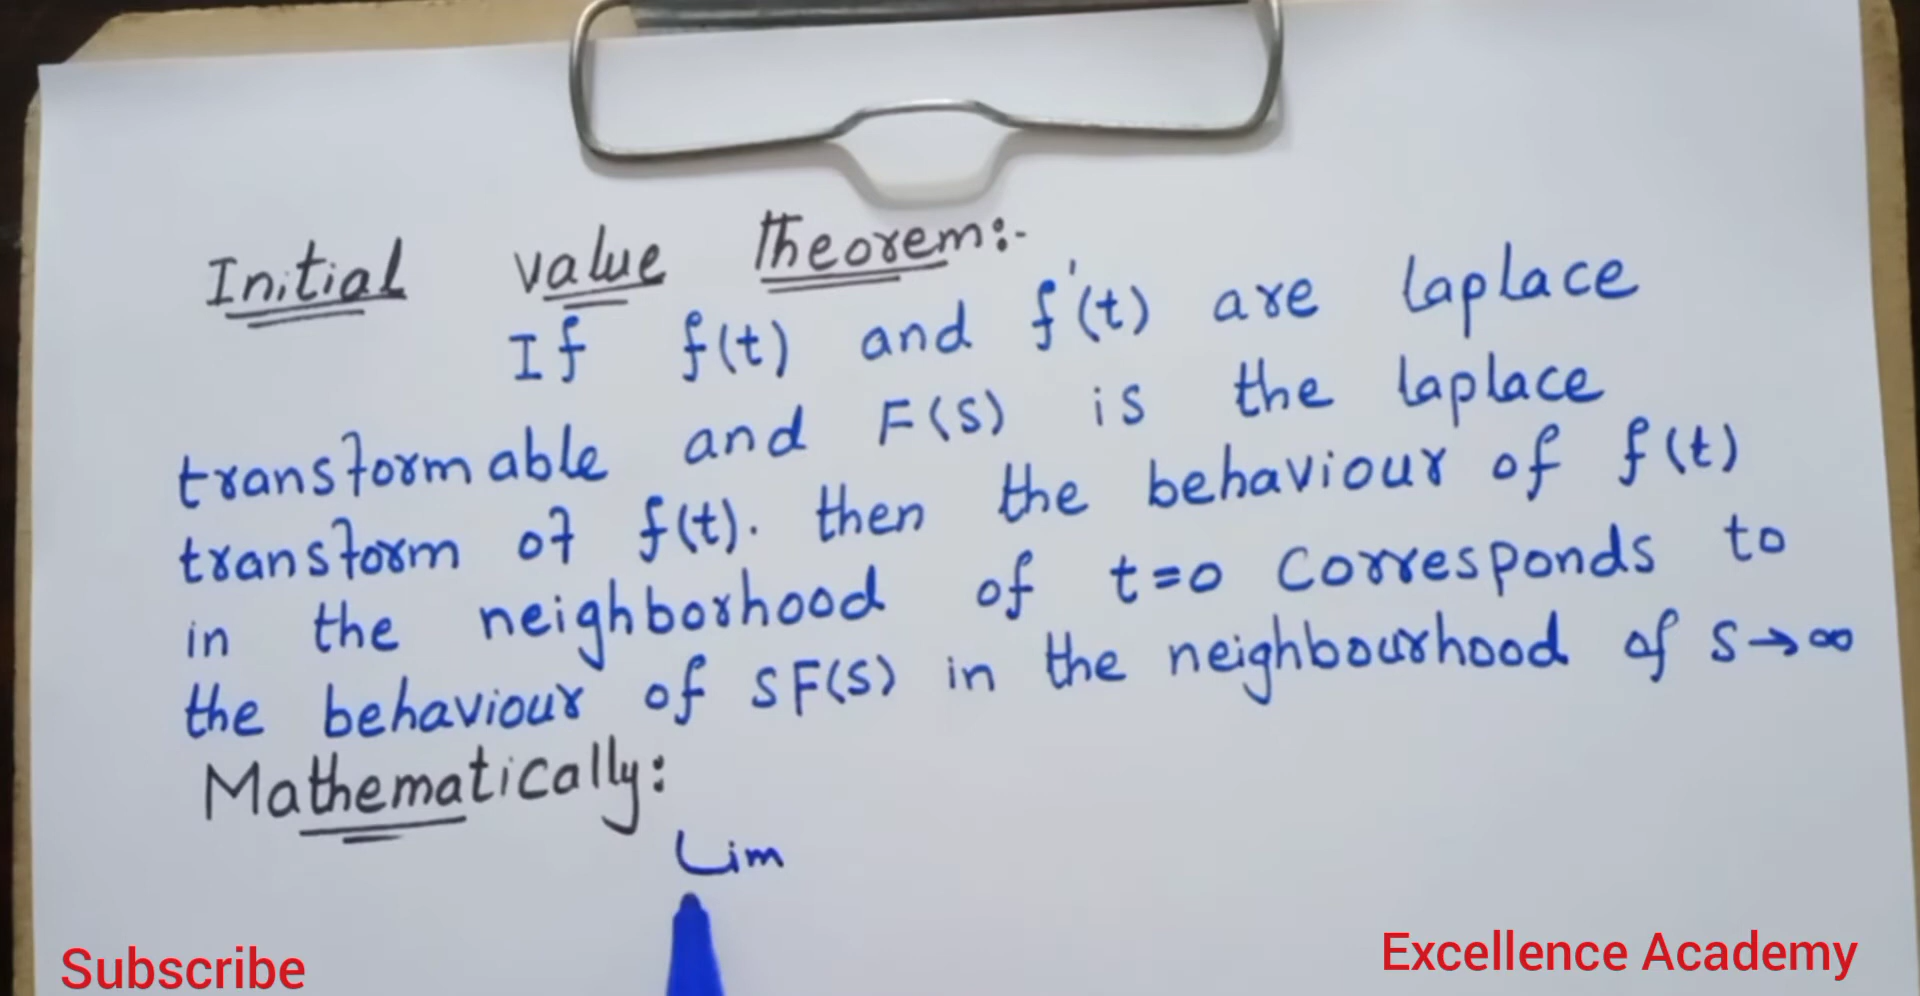 Initial value theorem:-
If f(t) and f'(t) are laplace
transformable and F(S) is the laplace
transform of f(t). then the behaviour of f(t)
in the neighborhood of t=0 Corresponds to
the behaviour of SF(S) in the neighbourhood of S→∞
Mathematically:
Lim
Subscribe
Excellence Academy